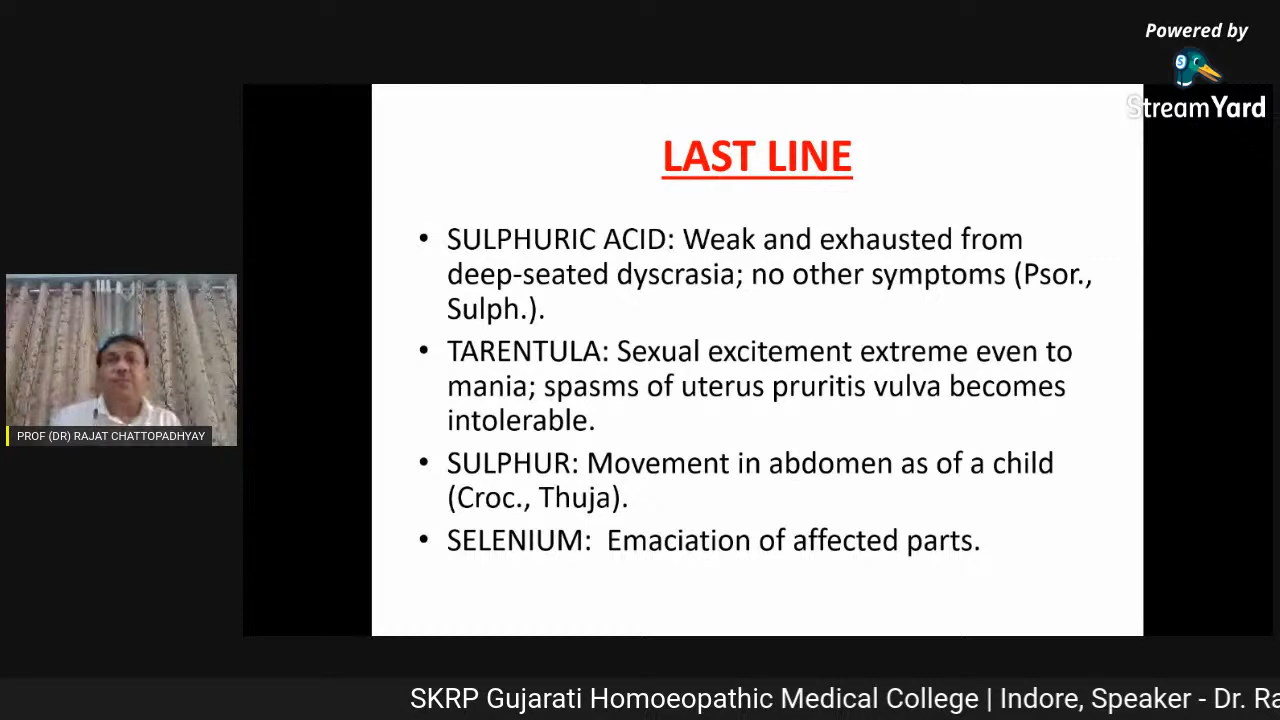 Powered by
StreamYard
LAST LINE
• SULPHURIC ACID: Weak and exhausted from
deep-seated dyscrasia; no other symptoms (Psor.,
Sulph.).
• TARENTULA: Sexual excitement extreme even to
mania; spasms of uterus pruritis vulva becomes
intolerable.
• SULPHUR: Movement in abdomen as of a child
(Croc., Thuja).
• SELENIUM: Emaciation of affected parts.
PROF (DR) RAJAT CHATTOPADHYAY
SKRP Gujarati Homoeopathic Medical College | Indore, Speaker - Dr. Ra